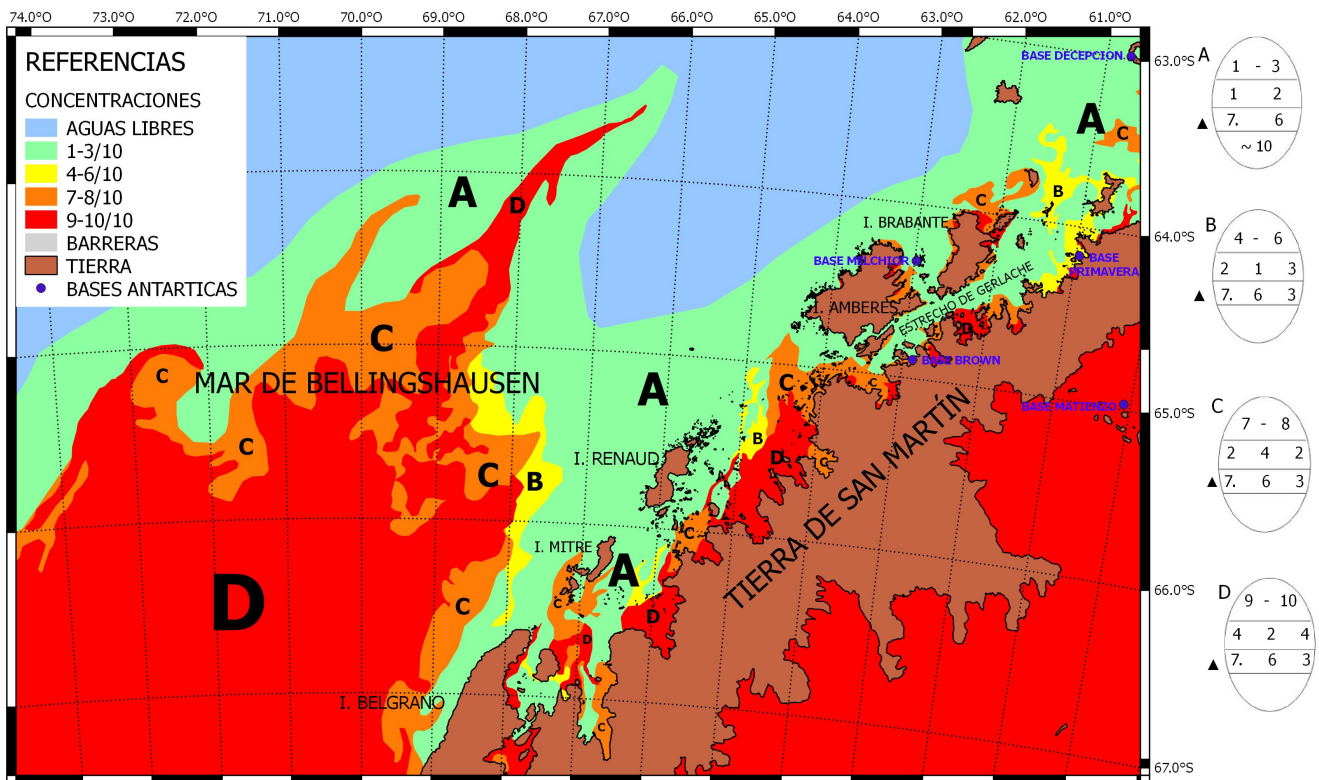 74.0°O 73.0°O 72.0°O 71.0°O 70.0°O 69.0°O 68.0°O 67.0°O 66.0°O 65.0°O 64.0°O 63.0°O 62.0°O 61.0°O
REFERENCIAS
CONCENTRACIONES
AGUAS LIBRES
1-3/10
4-6/10
7-8/10
9-10/10
BARRERAS
TIERRA
BASES ANTARTICAS
BASE DECEPCION
63.0°S
A
C
A
D
B
C
I. BRABANTE
64.0°S
BASE MELCHIOR
BASE
PRIMAVERA
ESTRECHO DE GERLACHE
I. AMBERES
D
C
BASE BROWN
C
MAR DE BELLINGSHAUSEN
A
C
C
C
BASE MATIENZO
65.0°S
C
B
I. RENAUD
D
C
C
B
TIERRA DE SAN MARTÍN
C
I. MITRE
A
66.0°S
D
C
C
D
D
I. BELGRANO
C
C
67.0°S
A
1 - 3
1 2
▲ 7. 6
~ 10
B
4 - 6
2 1 3
▲ 7. 6 3
C
7 - 8
2 4 2
▲ 7. 6 3
D
9 - 10
4 2 4
▲ 7. 6 3